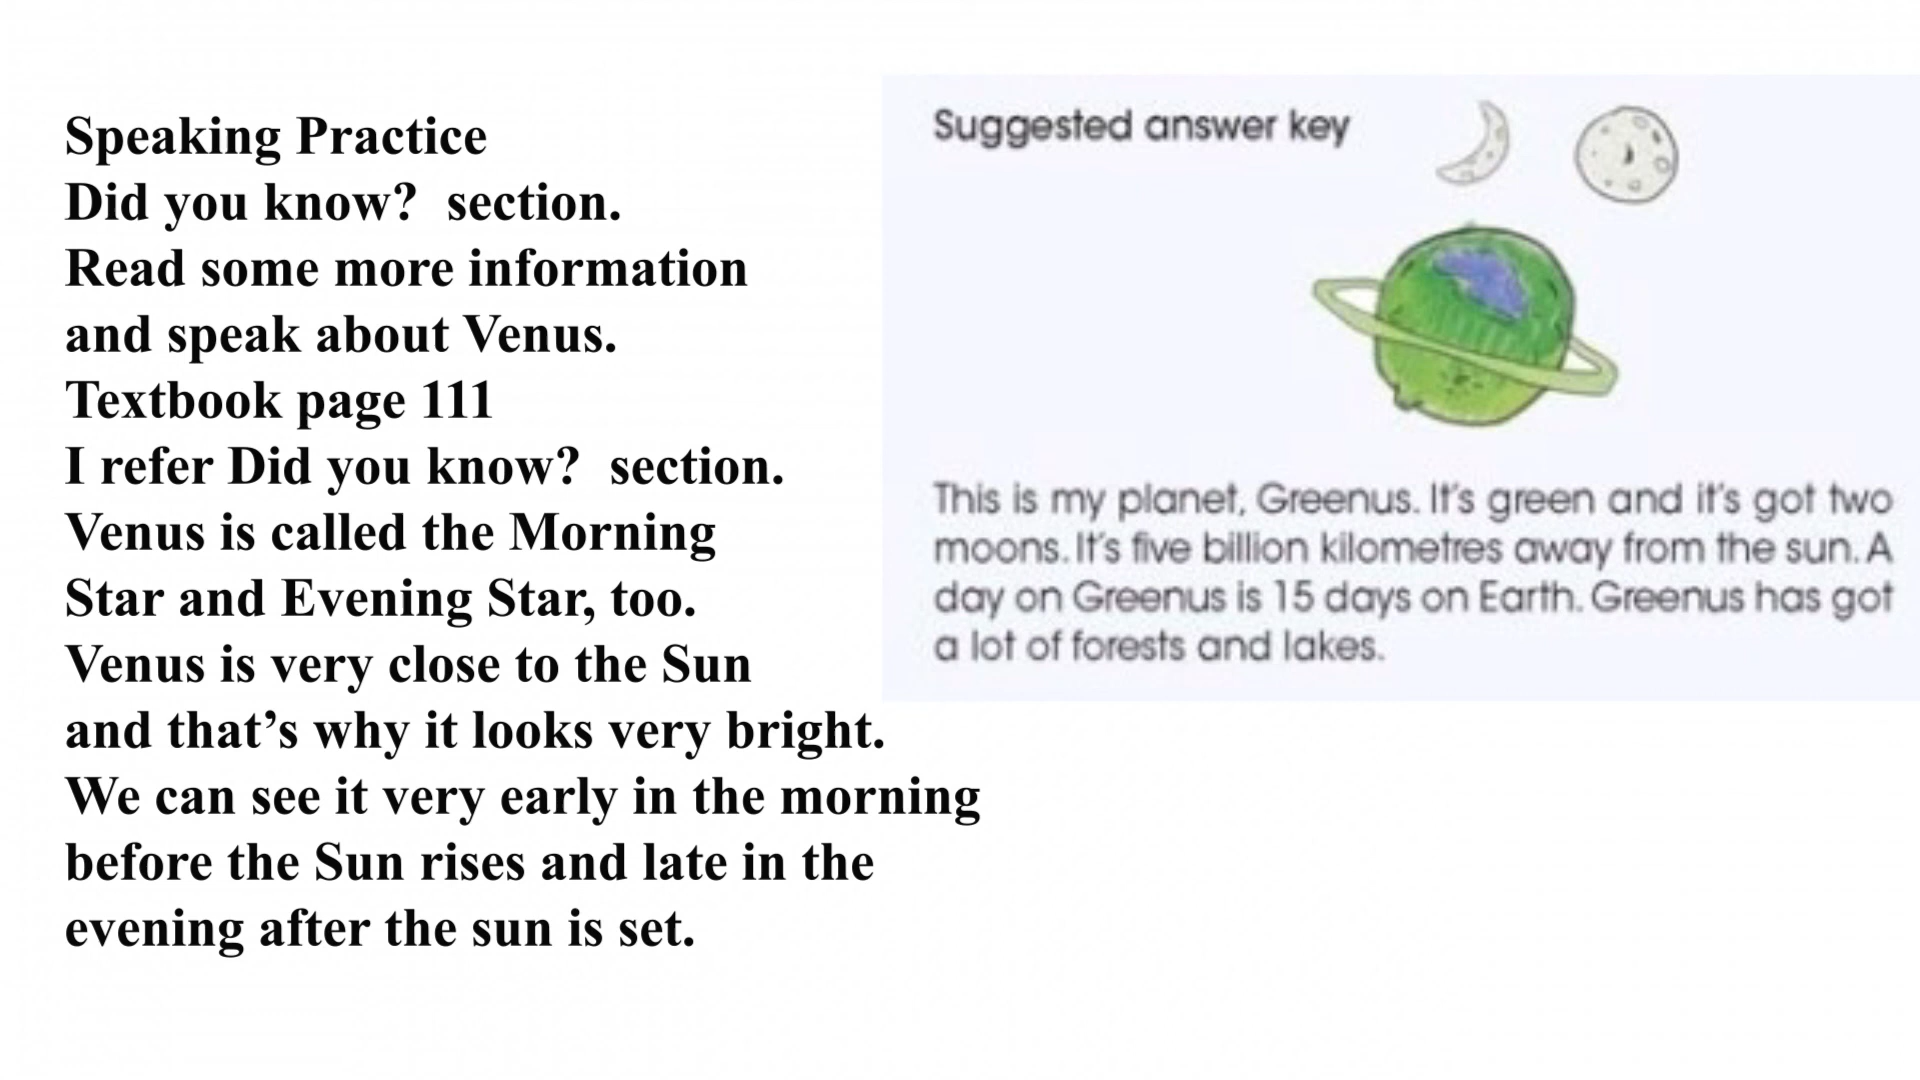 Speaking Practice
Did you know?  section.
Read some more information
and speak about Venus.
Textbook page 111
I refer Did you know?  section.
Venus is called the Morning
Star and Evening Star, too.
Venus is very close to the Sun
and that’s why it looks very bright.
We can see it very early in the morning
before the Sun rises and late in the
evening after the sun is set.
Suggested answer key
This is my planet, Greenus. It's green and it's got two
moons. It's five billion kilometres away from the sun. A
day on Greenus is 15 days on Earth. Greenus has got
a lot of forests and lakes.